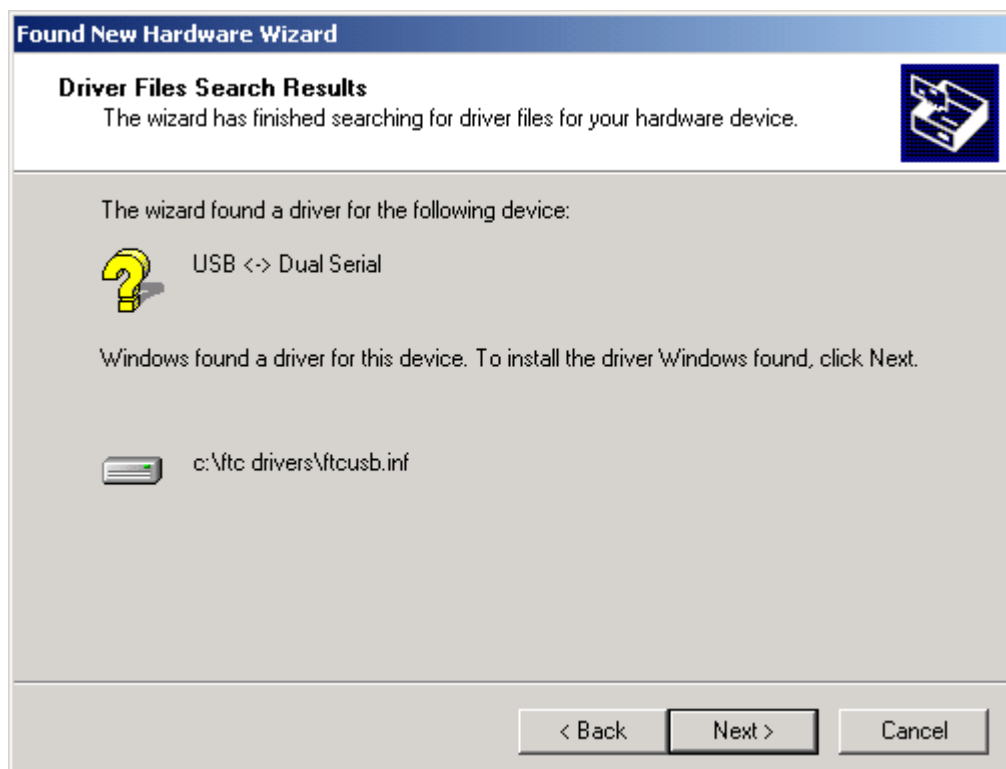 Found New Hardware Wizard
Driver Files Search Results
The wizard has finished searching for driver files for your hardware device.
The wizard found a driver for the following device:
USB <-> Dual Serial
Windows found a driver for this device. To install the driver Windows found, click Next.
c:\ftc drivers\ftcusb.inf
< Back
Next >
Cancel